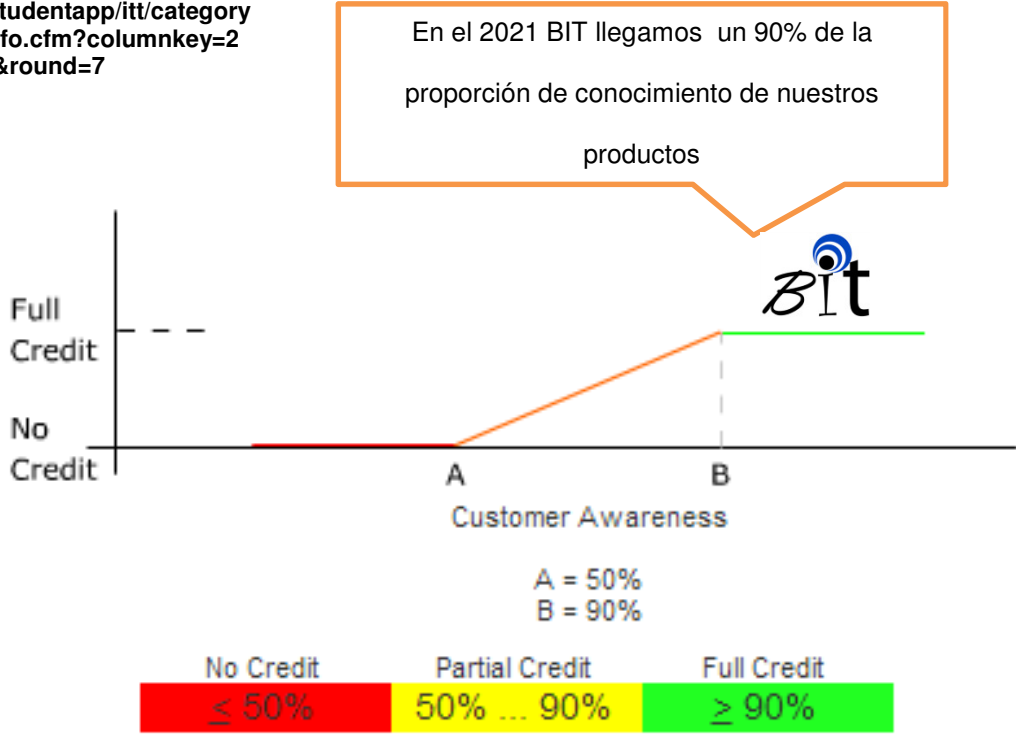 tudentapp/itt/category
fo.cfm?columnkey=2
&round=7
En el 2021 BIT llegamos un 90% de la
proporción de conocimiento de nuestros
productos
BIt
Full
Credit
No
Credit
A
B
Customer Awareness
A = 50%
B = 90%
No Credit Partial Credit Full Credit
≤ 50% 50% ... 90% ≥ 90%